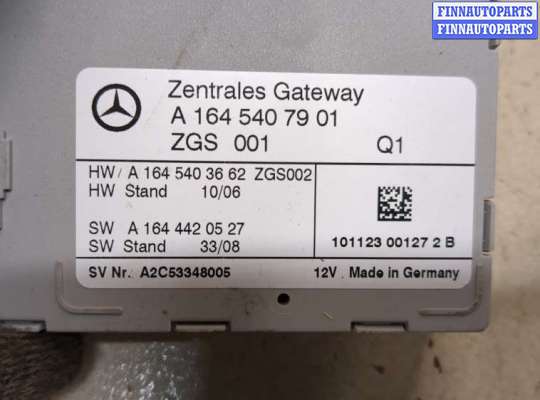 FINNAUTOPARTS
FINNAUTOPARTS
Zentrales Gateway
A 164 540 79 01
ZGS 001 Q1
HW/ A 164 540 36 62 ZGS002
HW Stand 10/06
SW A 164 442 05 27
SW Stand 33/08
101123 00127 2 B
SV Nr. A2C53348005 12V . Made in Germany